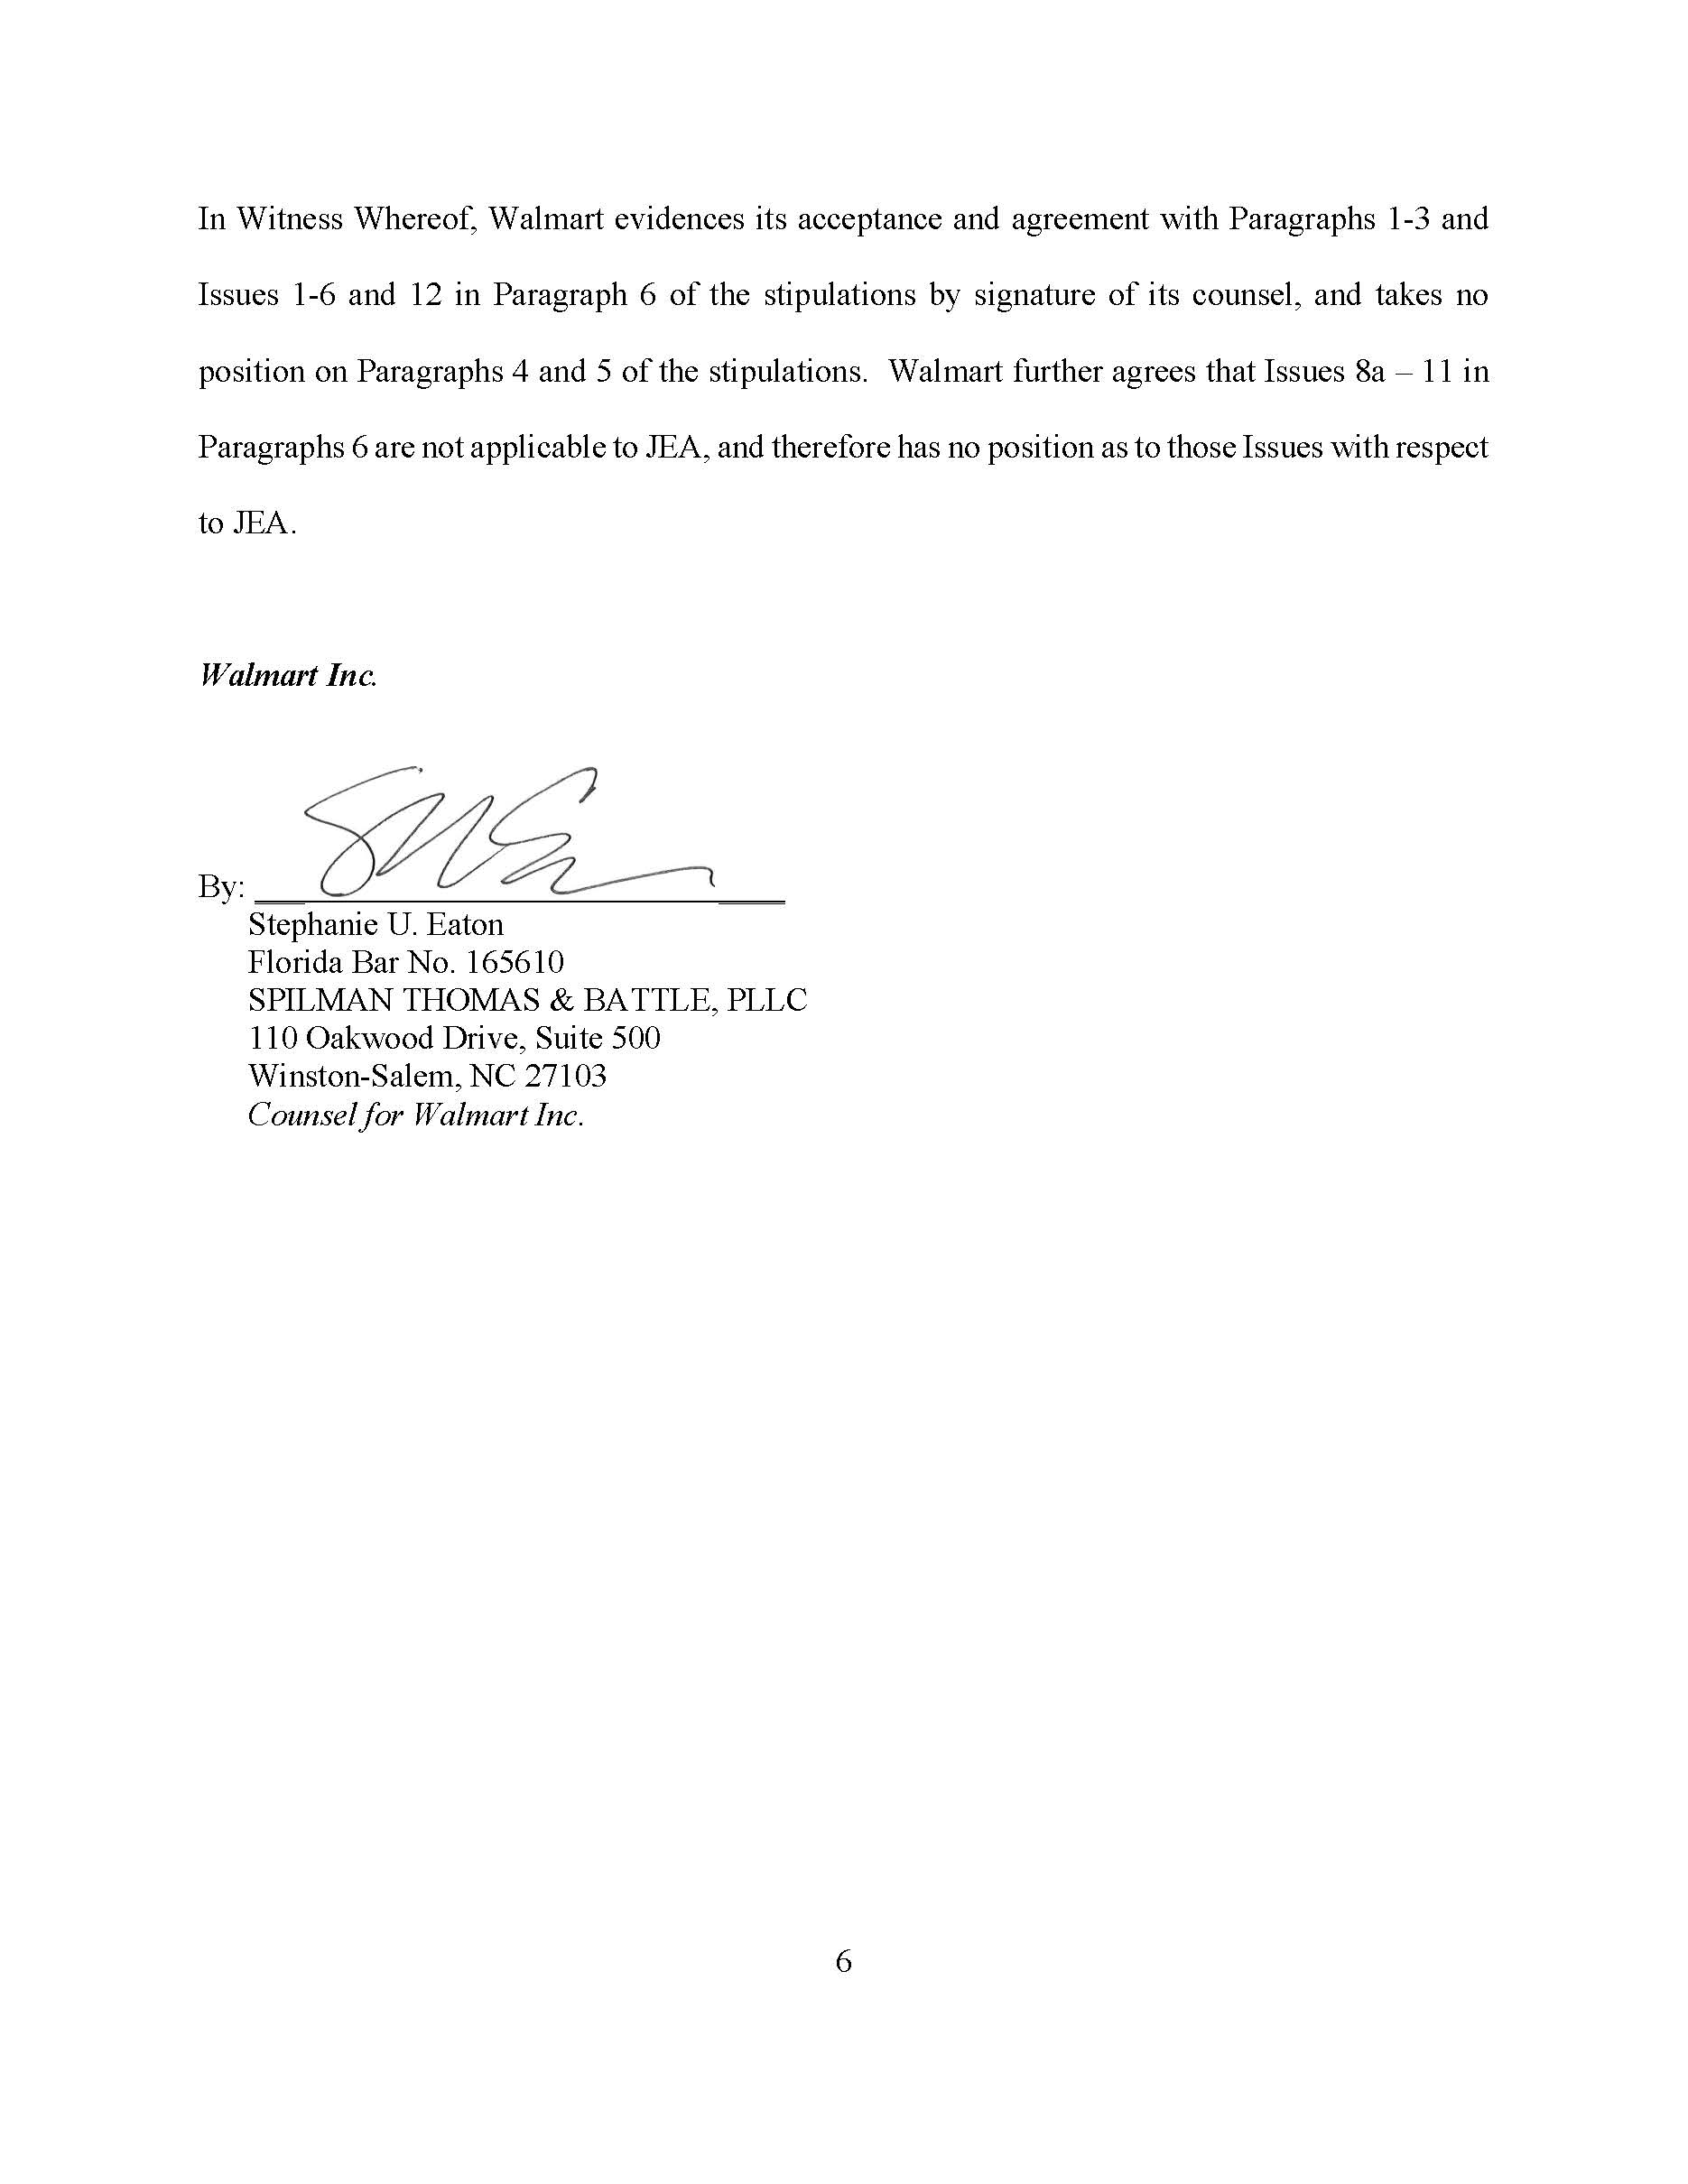 In Witness Whereof, Walmart evidences its acceptance and agreement with Paragraphs 1-3 and
Issues 1-6 and 12 in Paragraph 6 of the stipulations by signature of its counsel, and takes no
position on Paragraphs 4 and 5 of the stipulations.  Walmart further agrees that Issues 8a – 11 in
Paragraphs 6 are not applicable to JEA, and therefore has no position as to those Issues with respect
to JEA.
Walmart Inc.
By:
Stephanie U. Eaton
Florida Bar No. 165610
SPILMAN THOMAS & BATTLE, PLLC
110 Oakwood Drive, Suite 500
Winston-Salem, NC 27103
Counsel for Walmart Inc.
6